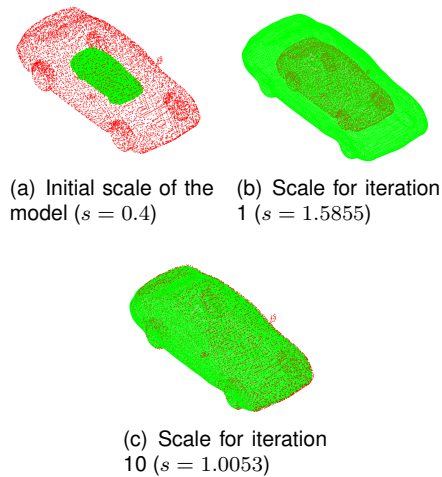 (a) Initial scale of the
model (s = 0.4)
(b) Scale for iteration
1 (s = 1.5855)
(c) Scale for iteration
10 (s = 1.0053)